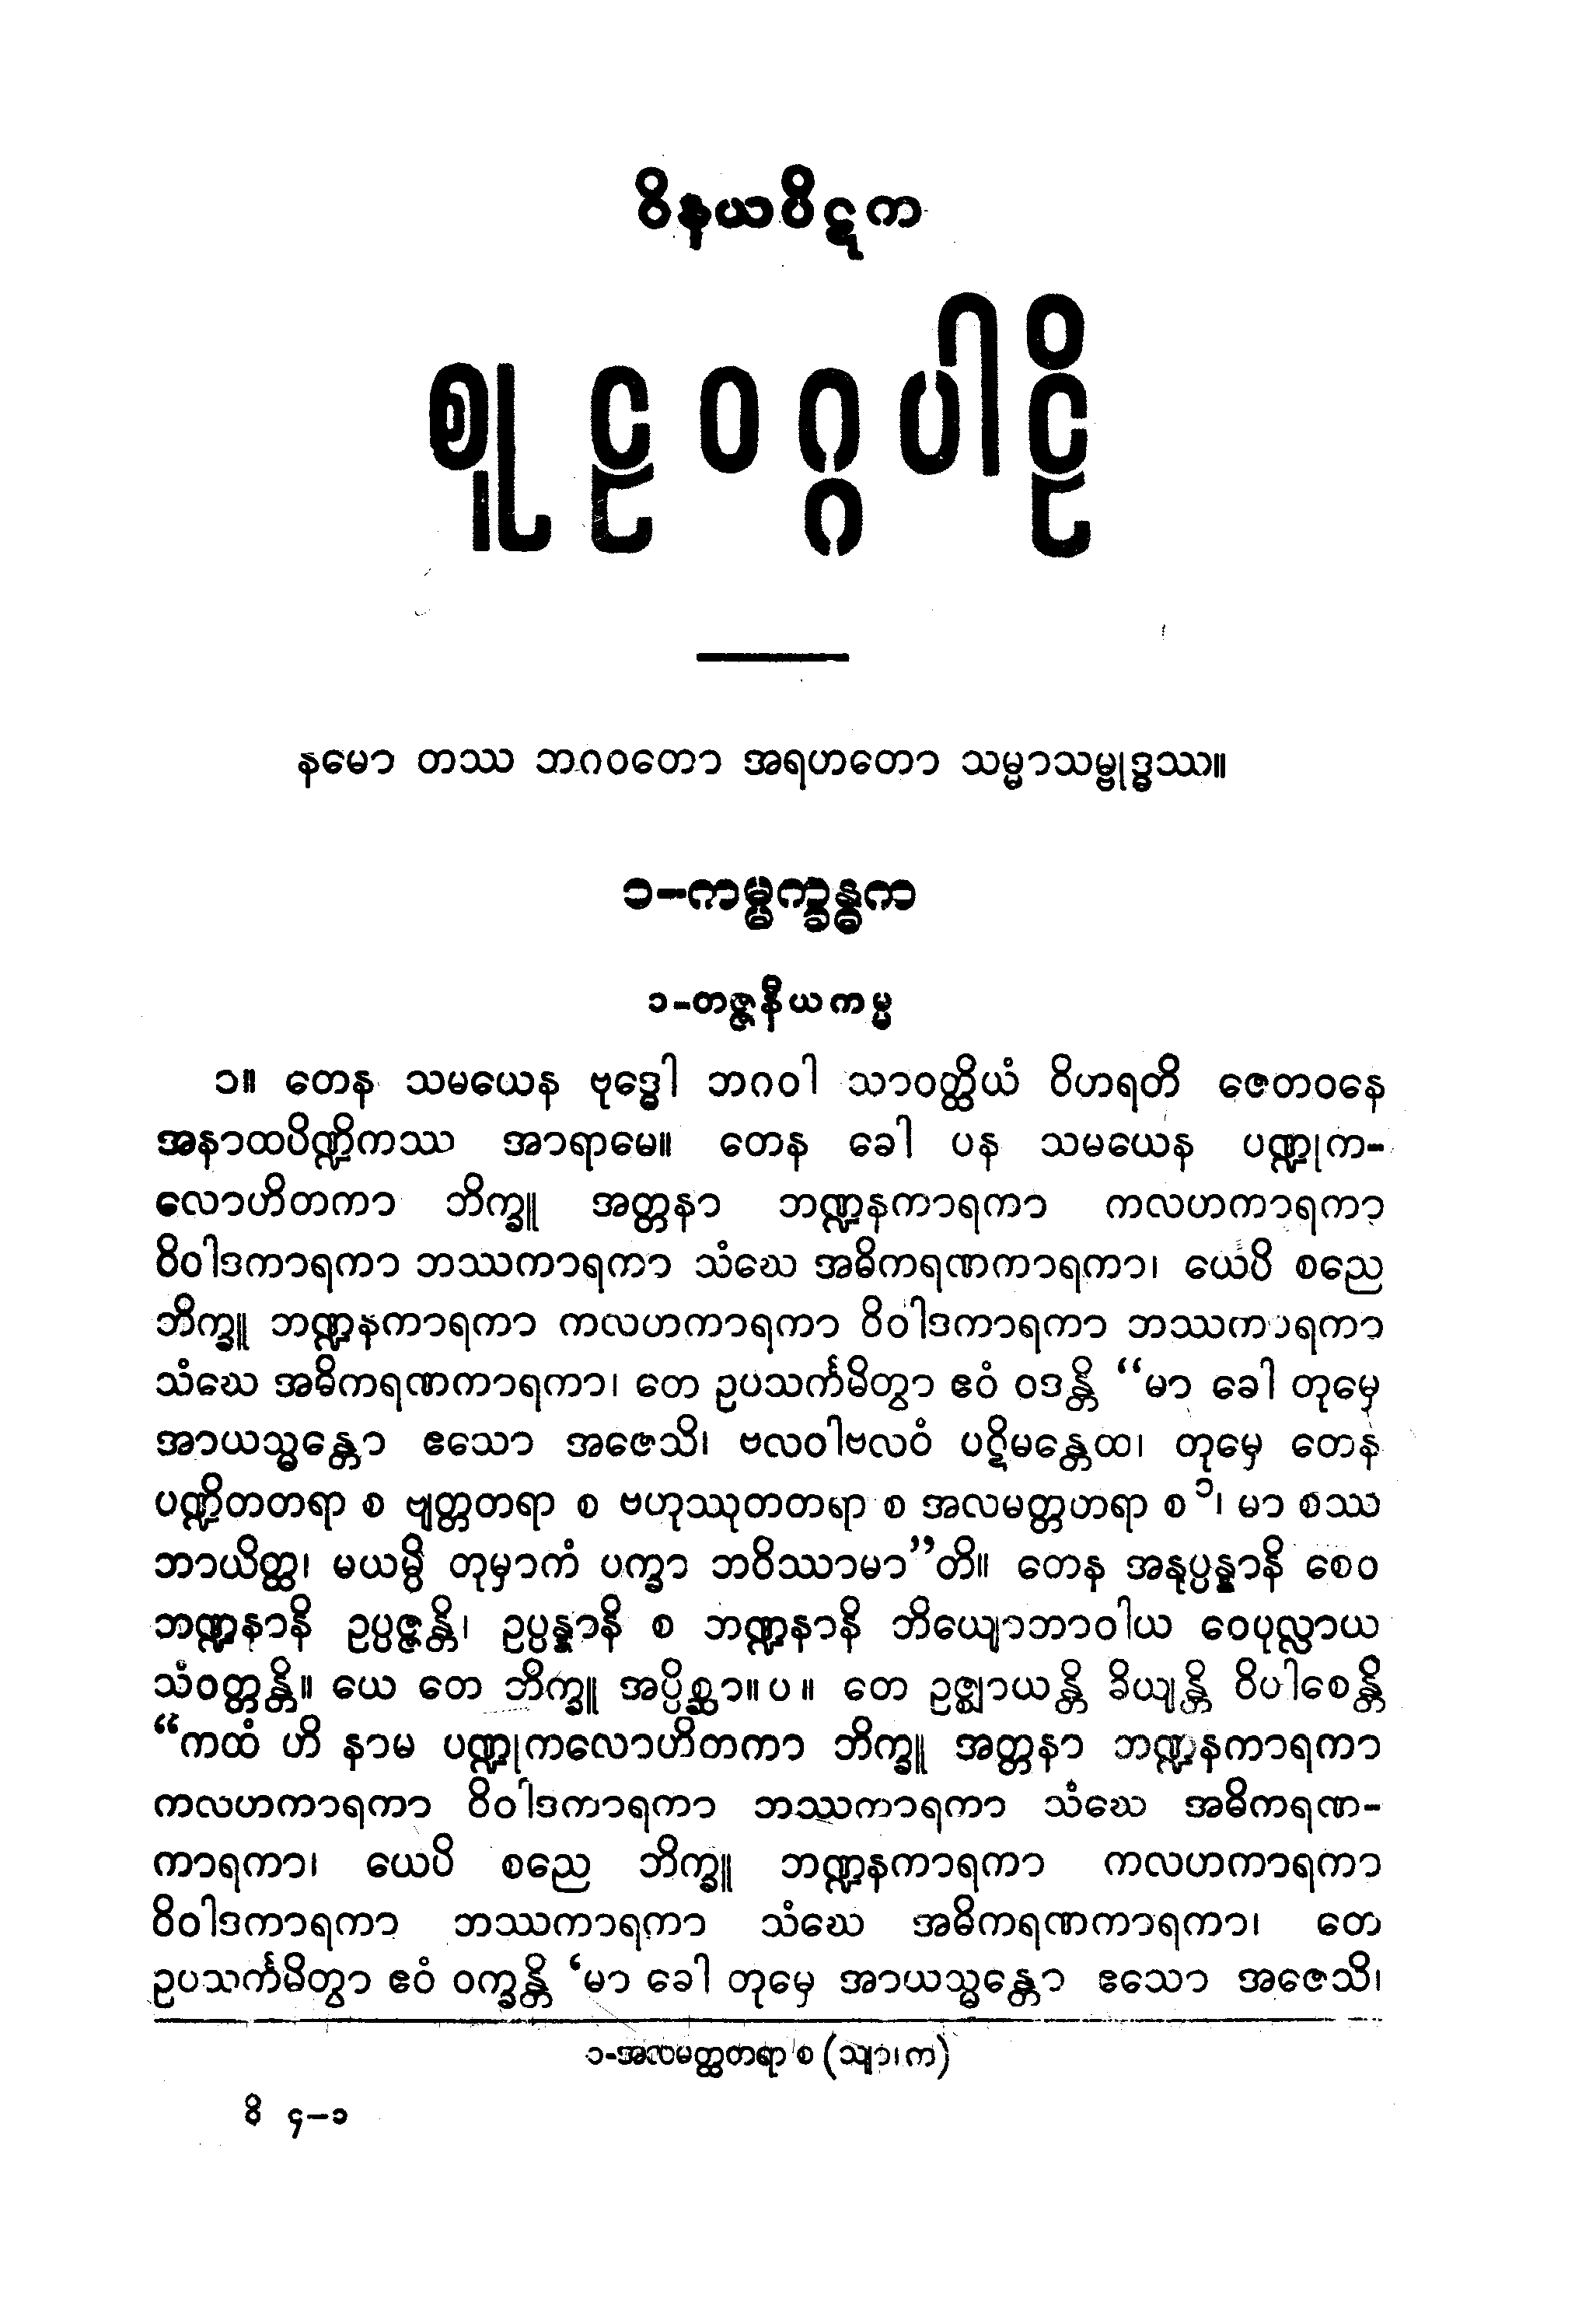 ဝိနယပိဋက
စူဠဝဂ္ဂပါဠိ
နမော တဿ ဘဂဝတော အရဟတော သမ္မာသမ္ဗုဒ္ဓဿ။
၁-ကမ္မက္ခန္ဓက
၁-တဇ္ဇနီယကမ္မ
၁။ တေန သမယေန ဗုဒ္ဓေါ ဘဂဝါ သာဝတ္ထိယံ ဝိဟရတိ ဇေတဝနေ
အနာထပိဏ္ဍိကဿ အာရာမေ။ တေန ခေါ ပန သမယေန ပဏ္ဍုက-
လောဟိတကာ ဘိက္ခူ အတ္တနာ ဘဏ္ဍနကာရကာ ကလဟကာရကာ
ဝိဝါဒကာရကာ ဘဿကာရကာ သံဃေ အဓိကရဏကာရကာ၊ ယေပိ စညေ
ဘိက္ခူ ဘဏ္ဍနကာရကာ ကလဟကာရကာ ဝိဝါဒကာရကာ ဘဿကာရကာ
သံဃေ အဓိကရဏကာရကာ၊ တေ ဥပသင်္ကမိတွာ ဧဝံ ဝဒန္တိ “မာ ခေါ တုမှေ
အာယသ္မန္တော ဧသော အဇေသိ၊ ဗလဝါဗလဝံ ပဋိမန္တေထ၊ တုမှေ တေန
ပဏ္ဍိတတရာ စ ဗျတ္တတရာ စ ဗဟုဿုတတရာ စ အလမတ္တတရာ စ ၁၊ မာ စဿ
ဘာယိတ္ထ၊ မယမ္ပိ တုမှာကံ ပက္ခာ ဘဝိဿာမာ”တိ။ တေန အနုပ္ပန္နာနိ စေဝ
ဘဏ္ဍနာနိ ဥပ္ပဇ္ဇန္တိ၊ ဥပ္ပန္နာနိ စ ဘဏ္ဍနာနိ ဘိယျောဘာဝါယ ဝေပုလ္လာယ
သံဝတ္တန္တိ။ ယေ တေ ဘိက္ခူ အပ္ပိစ္ဆာ။ပ။ တေ ဥဇ္ဈာယန္တိ ခိယျန္တိ ဝိပါစေန္တိ
“ကထံ ဟိ နာမ ပဏ္ဍုကလောဟိတကာ ဘိက္ခူ အတ္တနာ ဘဏ္ဍနကာရကာ
ကလဟကာရကာ ဝိဝါဒကာရကာ ဘဿကာရကာ သံဃေ အဓိကရဏ-
ကာရကာ၊ ယေပိ စညေ ဘိက္ခူ ဘဏ္ဍနကာရကာ ကလဟကာရကာ
ဝိဝါဒကာရကာ ဘဿကာရကာ သံဃေ အဓိကရဏကာရကာ၊ တေ
ဥပသင်္ကမိတွာ ဧဝံ ဝက္ခန္တိ ‘မာ ခေါ တုမှေ အာယသ္မန္တော ဧသော အဇေသိ၊
၁-အလမတ္ထတရာ စ (သျာ၊က)
ဝိ ၄-၁